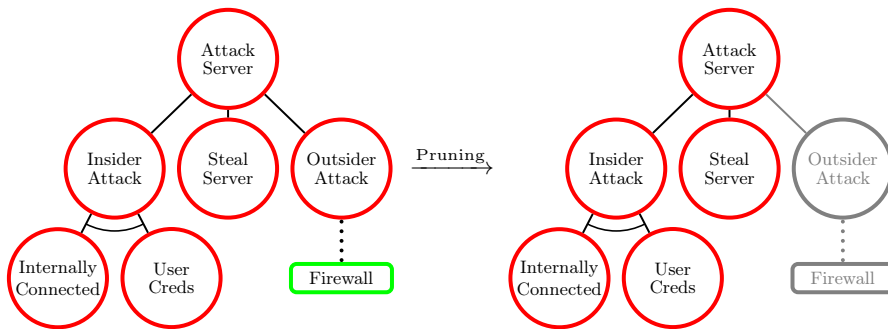 Attack
Server
Insider
Attack
Steal
Server
Outsider
Attack
Internally
Connected
User
Creds
Firewall
Pruning
Attack
Server
Insider
Attack
Steal
Server
Outsider
Attack
Internally
Connected
User
Creds
Firewall